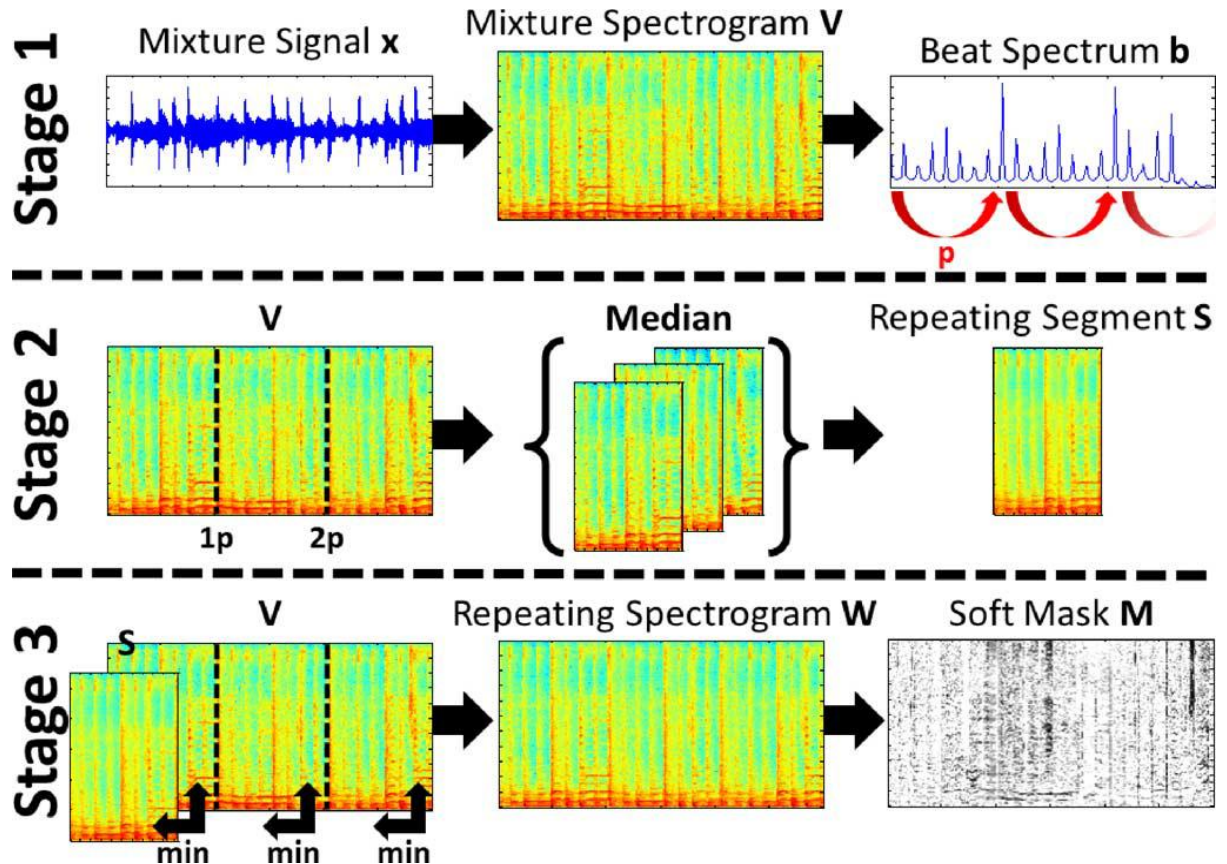 Stage 1
Mixture Signal x
Mixture Spectrogram V
Beat Spectrum b
p
Stage 2
V
Median
Repeating Segment S
1p
2p
Stage 3
S
V
Repeating Spectrogram W
Soft Mask M
min
min
min